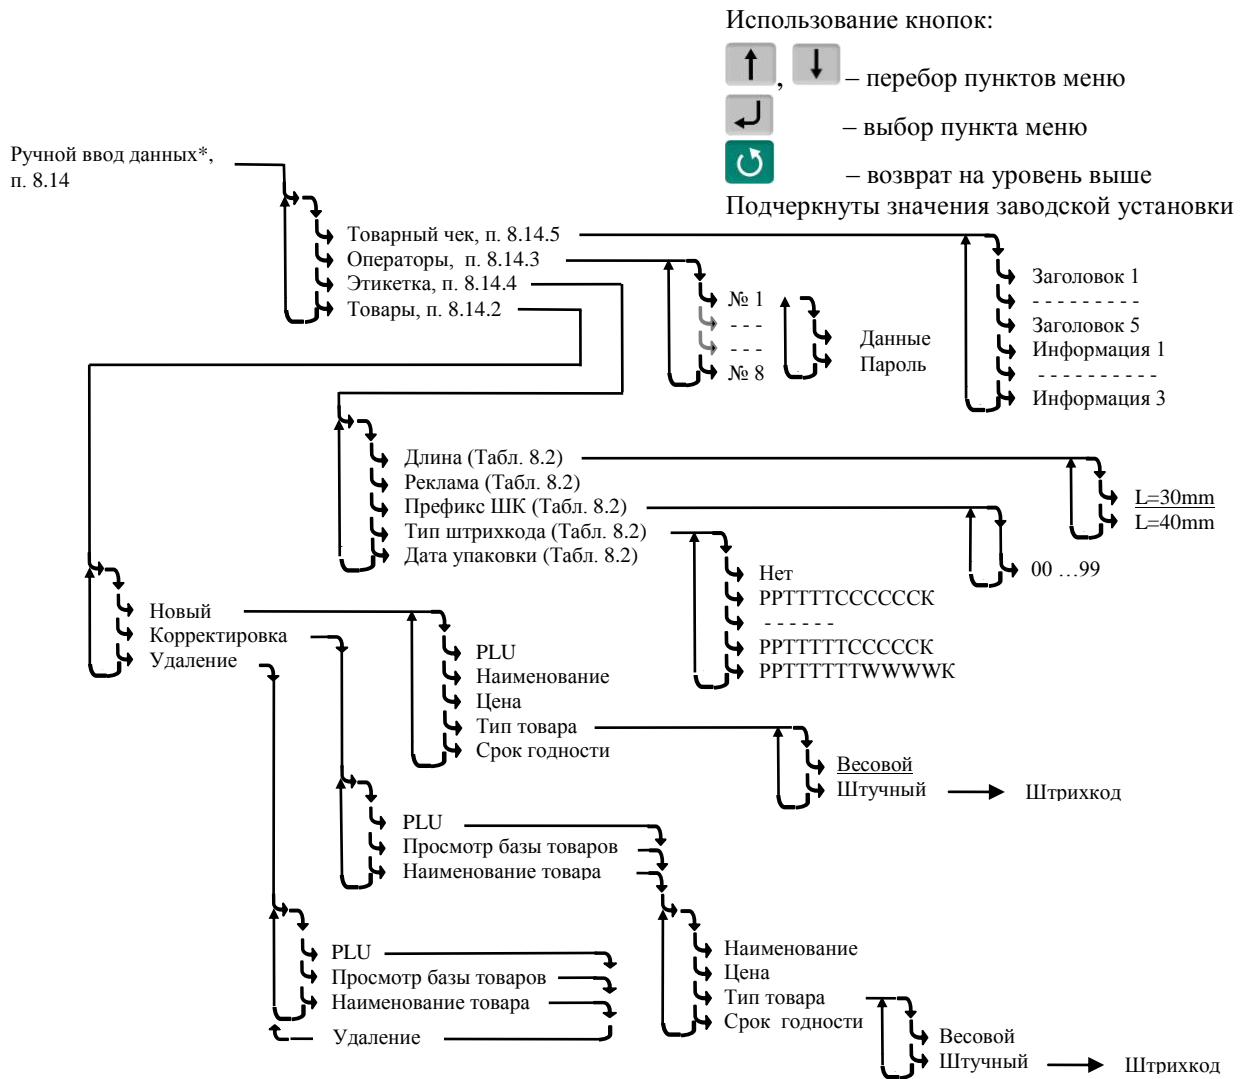 Использование кнопок:
, – перебор пунктов меню
– выбор пункта меню
– возврат на уровень выше
Подчеркнуты значения заводской установки
Ручной ввод данных*,
п. 8.14
Товарный чек, п. 8.14.5
Операторы, п. 8.14.3
Этикетка, п. 8.14.4
Товары, п. 8.14.2
Заголовок 1
- - - - - - - - -
Заголовок 5
Информация 1
- - - - - - - - - -
Информация 3
№ 1
- - -
- - -
№ 8
Данные
Пароль
Длина (Табл. 8.2)
Реклама (Табл. 8.2)
Префикс ШК (Табл. 8.2)
Тип штрихкода (Табл. 8.2)
Дата упаковки (Табл. 8.2)
L=30mm
L=40mm
00 …99
Нет
РРТТТТССССССК
- - - - - -
РРТТТТТСССССК
РРТТТТТТWWWWК
Новый
Корректировка
Удаление
PLU
Наименование
Цена
Тип товара
Срок годности
Весовой
Штучный
Штрихкод
PLU
Просмотр базы товаров
Наименование товара
PLU
Просмотр базы товаров
Наименование товара
Удаление
Наименование
Цена
Тип товара
Срок годности
Весовой
Штучный
Штрихкод